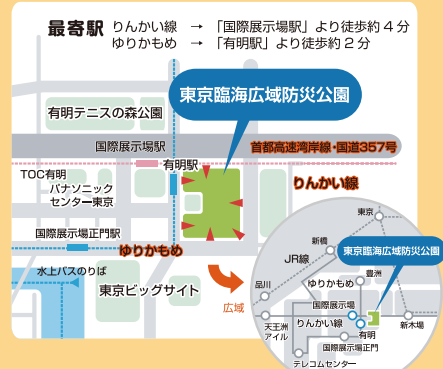 最寄駅 りんかい線 → 「国際展示場駅」より徒歩約4分
ゆりかもめ → 「有明駅」より徒歩約2分
東京臨海広域防災公園
有明テニスの森公園
国際展示場駅
首都高速湾岸線・国道357号
有明駅
TOC有明
パナソニック
センター東京
りんかい線
国際展示場正門駅
ゆりかもめ
水上バスのりば
東京ビッグサイト
広域
東京
新橋
JR線
東京臨海広域防災公園
品川
ゆりかもめ
豊洲
国際展示場
天王洲
アイル
りんかい線
有明
新木場
国際展示場正門
テレコムセンター